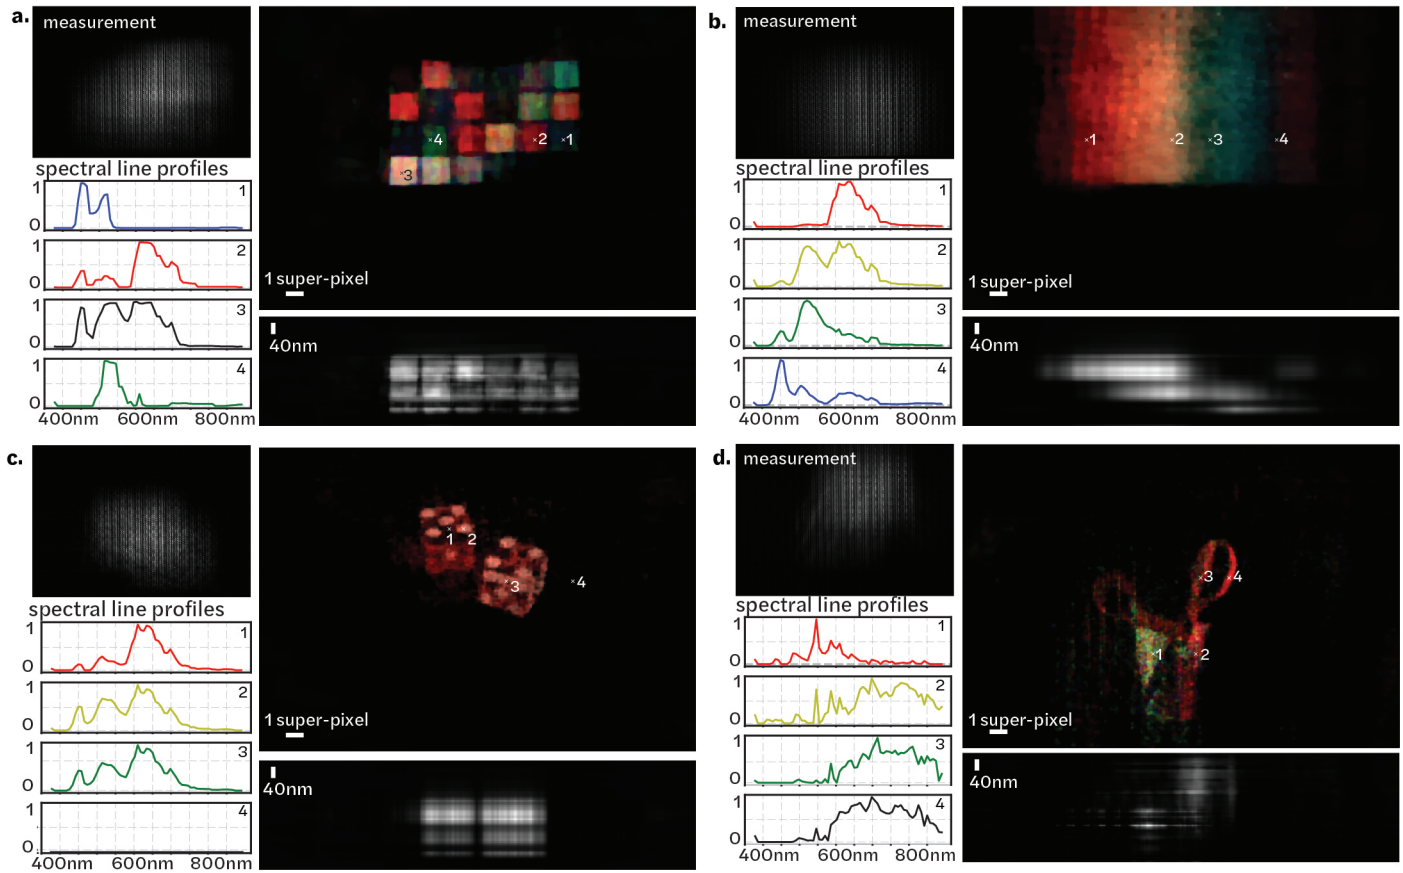 a.
measurement
spectral line profiles
1
0
1
1
0
2
1
0
3
1
0
4
400nm 600nm 800nm
×4 ×2 ×1
×3
1 super-pixel
40nm
b.
measurement
spectral line profiles
1
0
1
1
0
2
1
0
3
1
0
4
400nm 600nm 800nm
×1 ×2 ×3 ×4
1 super-pixel
40nm
c.
spectral line profiles
1
0
1
1
0
2
1
0
3
1
0
4
400nm 600nm 800nm
1 2
3 ×4
1 super-pixel
40nm
d.
measurement
spectral line profiles
1
0
1
1
0
2
1
0
3
1
0
4
400nm 600nm 800nm
×3 ×4
×1 ×2
1 super-pixel
40nm